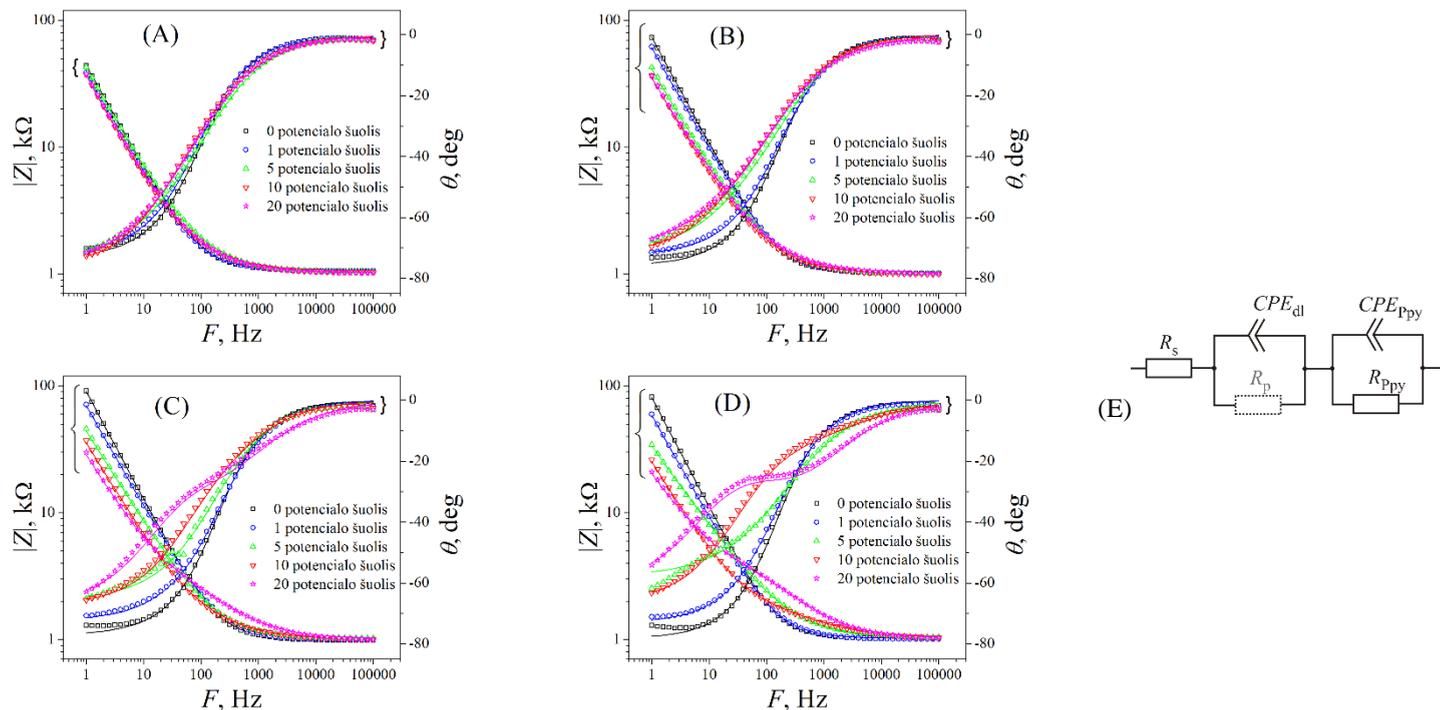 (A)
|Z|, kΩ
100
10
1
0
-20
-40
-60
-80
θ, deg
0 potencialo šuolis
1 potencialo šuolis
5 potencialo šuolis
10 potencialo šuolis
20 potencialo šuolis
1 10 100 1000 10000 100000
F, Hz
(B)
|Z|, kΩ
100
10
1
0
-20
-40
-60
-80
θ, deg
0 potencialo šuolis
1 potencialo šuolis
5 potencialo šuolis
10 potencialo šuolis
20 potencialo šuolis
1 10 100 1000 10000 100000
F, Hz
(C)
|Z|, kΩ
100
10
1
0
-20
-40
-60
-80
θ, deg
0 potencialo šuolis
1 potencialo šuolis
5 potencialo šuolis
10 potencialo šuolis
20 potencialo šuolis
1 10 100 1000 10000 100000
F, Hz
(D)
|Z|, kΩ
100
10
1
0
-20
-40
-60
-80
θ, deg
0 potencialo šuolis
1 potencialo šuolis
5 potencialo šuolis
10 potencialo šuolis
20 potencialo šuolis
1 10 100 1000 10000 100000
F, Hz
(E)
Rs
CPEdl
Rp
CPEPpy
RPpy